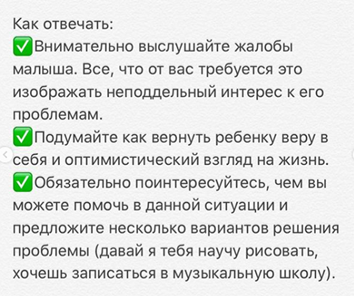 Как отвечать:
✅Внимательно выслушайте жалобы
малыша. Все, что от вас требуется это
изображать неподдельный интерес к его
проблемам.
✅Подумайте как вернуть ребенку веру в
себя и оптимистический взгляд на жизнь.
✅Обязательно поинтересуйтесь, чем вы
можете помочь в данной ситуации и
предложите несколько вариантов решения
проблемы (давай я тебя научу рисовать,
хочешь записаться в музыкальную школу).